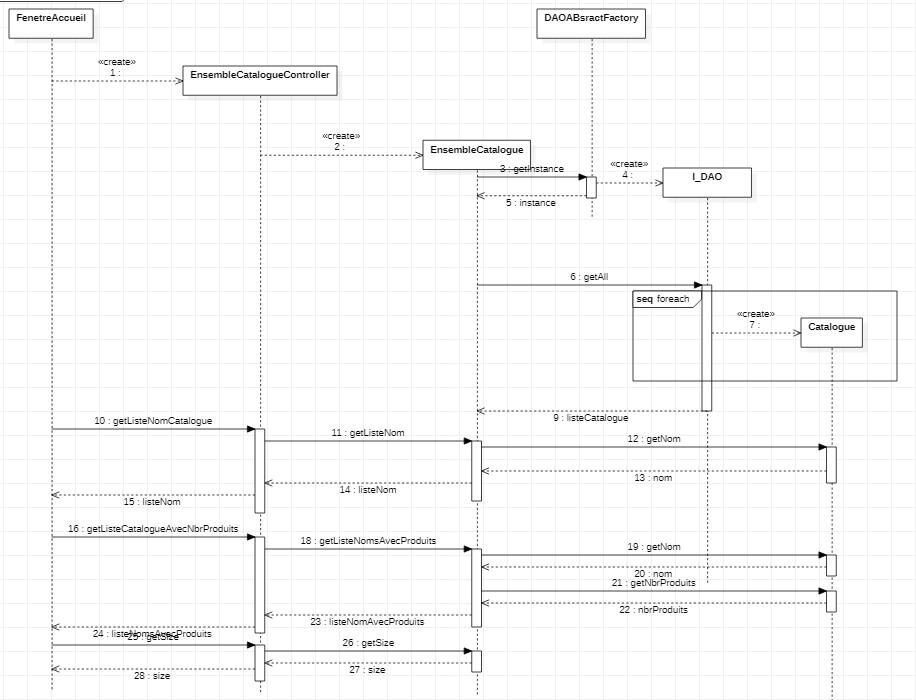 FenetreAccueil
DAOABsractFactory
«create»
1 :
EnsembleCatalogueController
«create»
2 :
EnsembleCatalogue
3 : getInstance
«create»
4 :
I_DAO
5 : instance
6 : getAll
seq foreach
«create»
7 :
Catalogue
9 : listeCatalogue
10 : getListeNomCatalogue
11 : getListeNom
12 : getNom
13 : nom
14 : listeNom
15 : listeNom
16 : getListeCatalogueAvecNbrProduits
18 : getListeNomsAvecProduits
19 : getNom
20 : nom
21 : getNbrProduits
22 : nbrProduits
23 : listeNomAvecProduits
24 : listeNomsAvecProduits
25 : getSize
26 : getSize
27 : size
28 : size